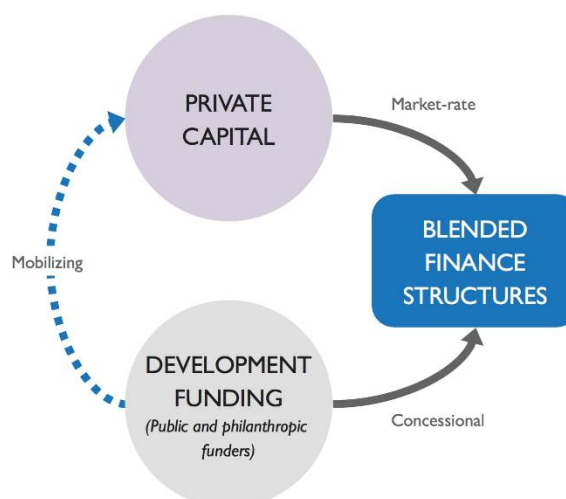 PRIVATE
CAPITAL
Market-rate
BLENDED
FINANCE
STRUCTURES
Mobilizing
DEVELOPMENT
FUNDING
(Public and philanthropic
funders)
Concessional